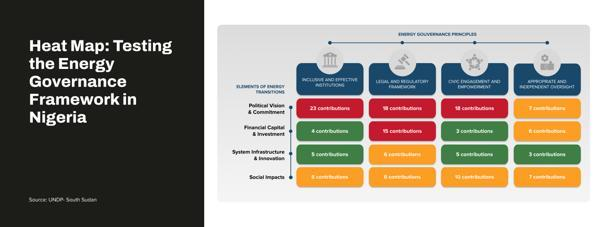 Heat Map: Testing
the Energy
Governance
Framework in
Nigeria
Source: UNDP- South Sudan
ENERGY GOUVERNANCE PRINCIPLES
ELEMENTS OF ENERGY
TRANSITIONS
INCLUSIVE AND EFFECTIVE
INSTITUTIONS
LEGAL AND REGULATORY
FRAMEWORK
CIVIC ENGAGEMENT AND
EMPOWERMENT
APPROPRIATE AND
INDEPENDENT OVERSIGHT
Political Vision
& Commitment
23 contributions
18 contributions
18 contributions
7 contributions
Financial Capital
& Investment
4 contributions
15 contributions
3 contributions
6 contributions
System Infrastructure
& Innovation
5 contributions
6 contributions
5 contributions
3 contributions
Social Impacts
contributions
contributions
10 contributions
7 contributions